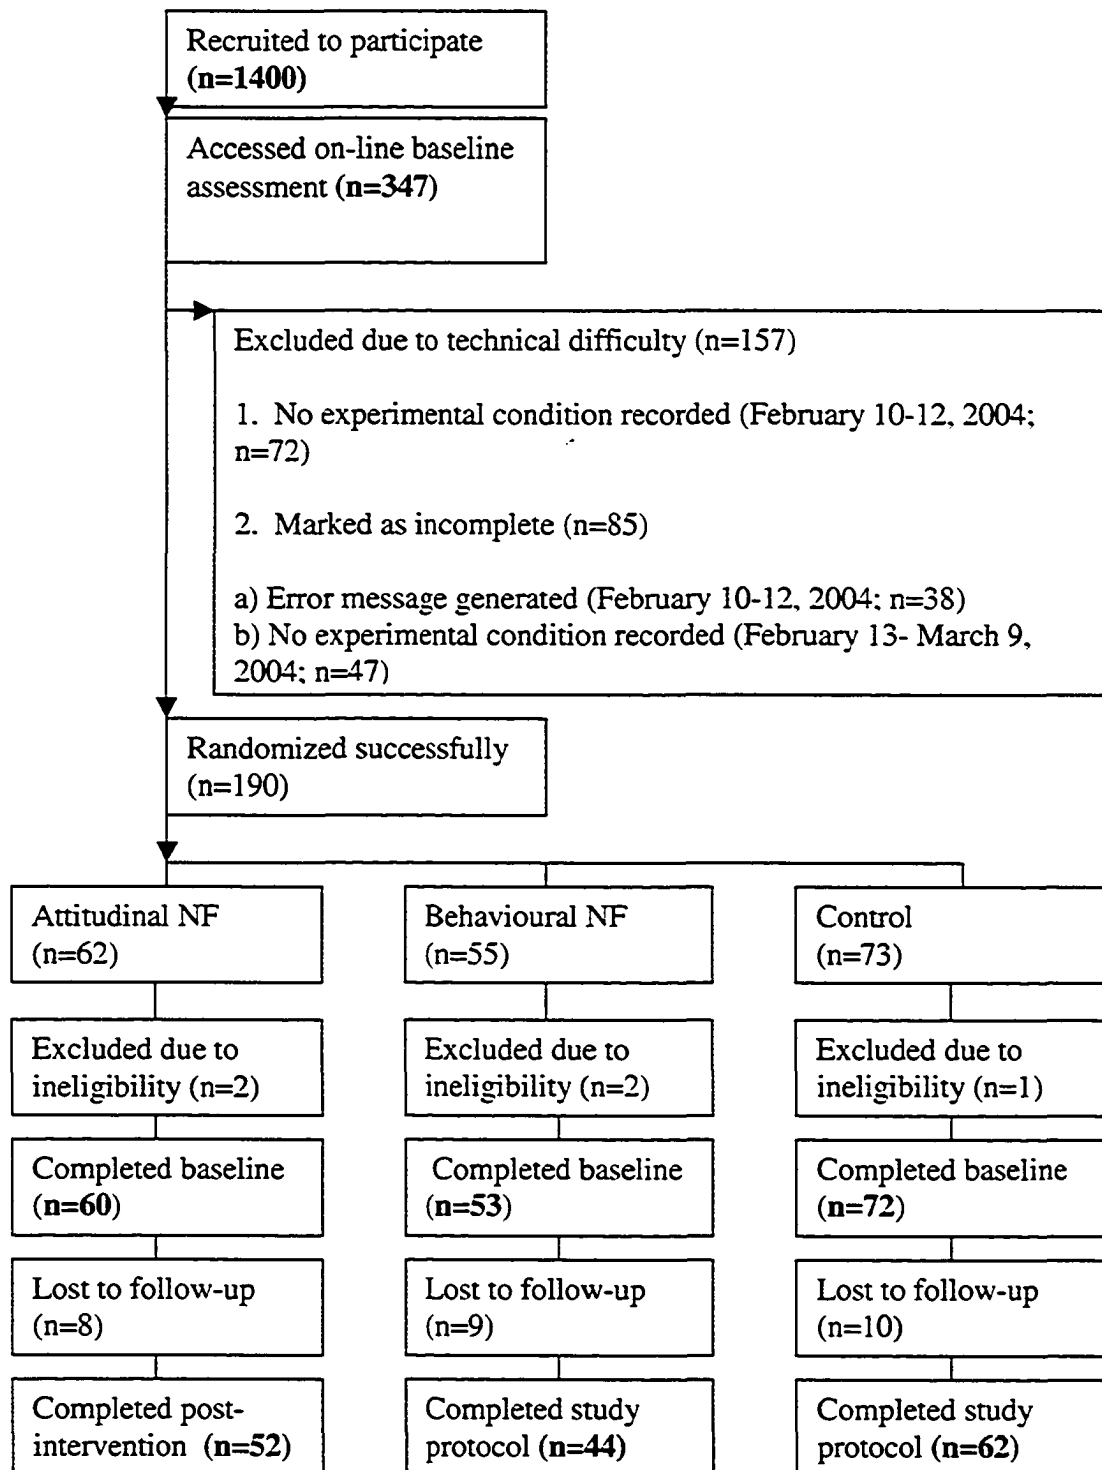 Recruited to participate
(n=1400)
Accessed on-line baseline
assessment (n=347)
Excluded due to technical difficulty (n=157)
1. No experimental condition recorded (February 10-12, 2004;
n=72)
2. Marked as incomplete (n=85)
a) Error message generated (February 10-12, 2004; n=38)
b) No experimental condition recorded (February 13- March 9,
2004; n=47)
Randomized successfully
(n=190)
Attitudinal NF
(n=62)
Behavioural NF
(n=55)
Control
(n=73)
Excluded due to
ineligibility (n=2)
Excluded due to
ineligibility (n=2)
Excluded due to
ineligibility (n=1)
Completed baseline
(n=60)
Completed baseline
(n=53)
Completed baseline
(n=72)
Lost to follow-up
(n=8)
Lost to follow-up
(n=9)
Lost to follow-up
(n=10)
Completed post-
intervention (n=52)
Completed study
protocol (n=44)
Completed study
protocol (n=62)